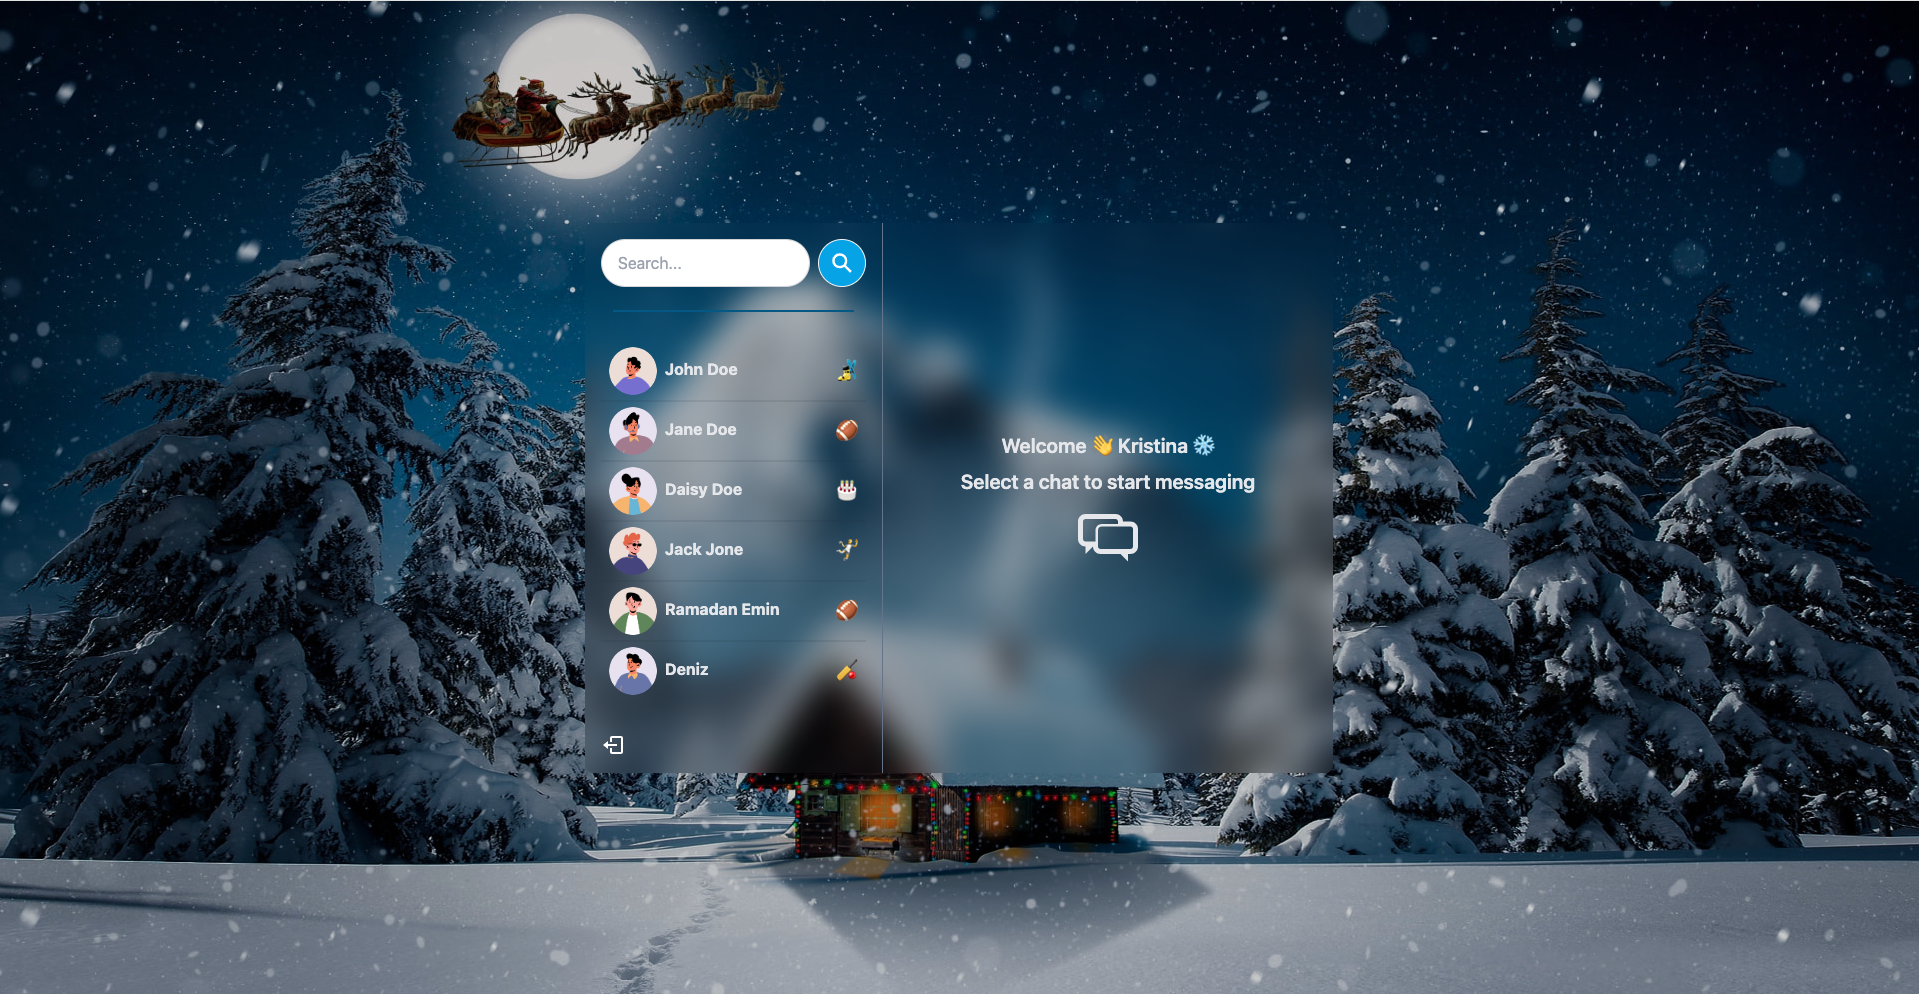 Search...
John Doe
Jane Doe
Daisy Doe
Jack Jone
Ramadan Emin
Deniz
Welcome 👋 Kristina ❄️
Select a chat to start messaging